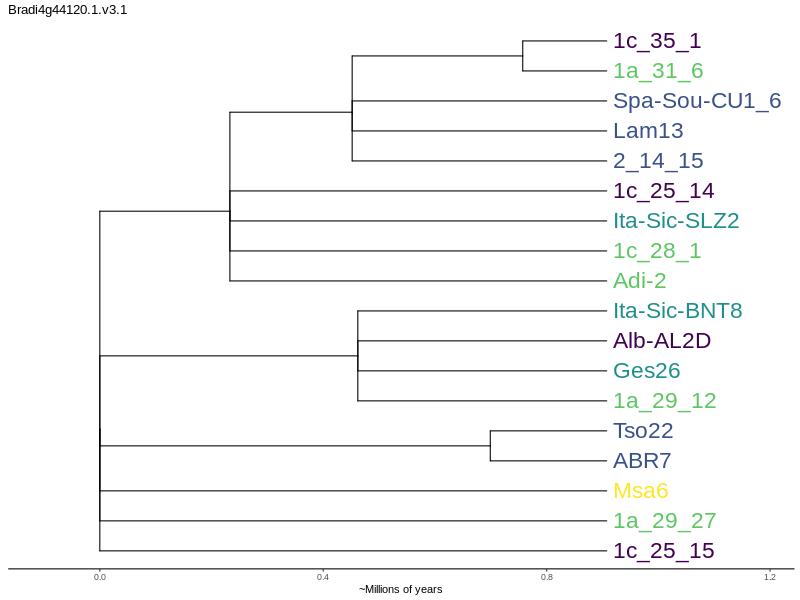 Bradi4g44120.1.v3.1
1c_35_1
1a_31_6
Spa-Sou-CU1_6
Lam13
2_14_15
1c_25_14
Ita-Sic-SLZ2
1c_28_1
Adi-2
Ita-Sic-BNT8
Alb-AL2D
Ges26
1a_29_12
Tso22
ABR7
Msa6
1a_29_27
1c_25_15
0.0 0.4 0.8 1.2
~Millions of years